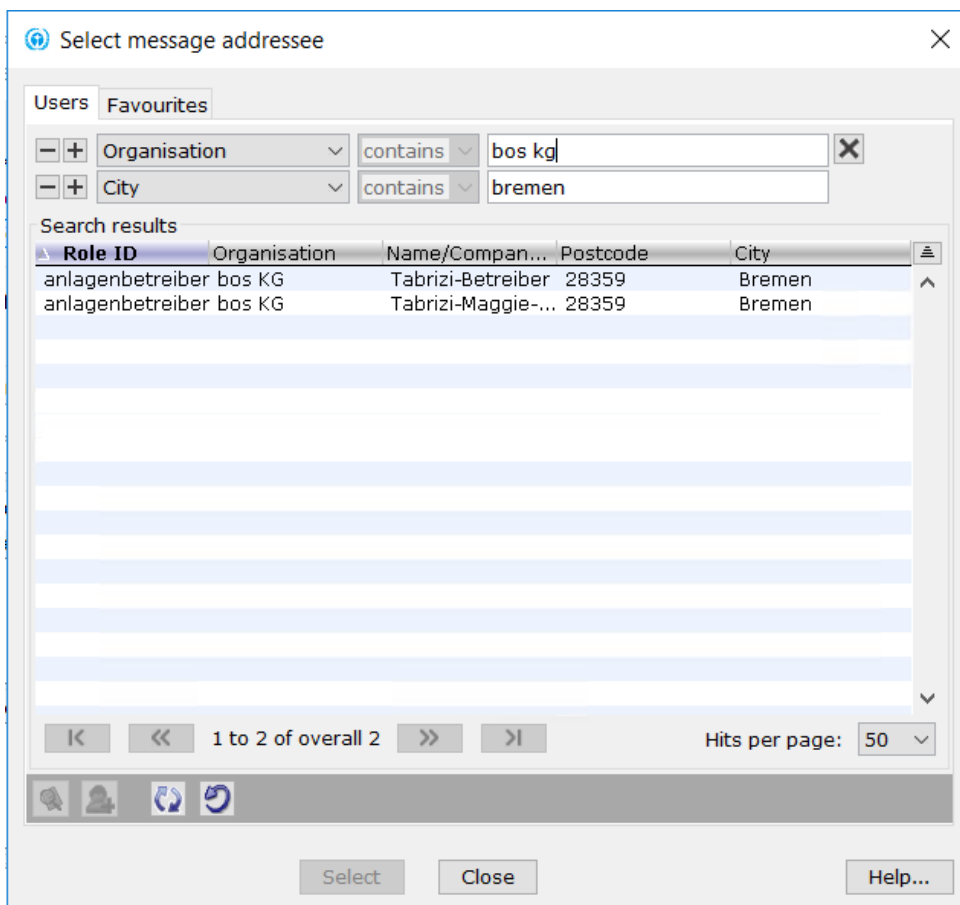 Select message addressee
Users Favourites
Organisation contains bos kg
City contains bremen
Search results
Role ID Organisation Name/Compan... Postcode City
anlagenbetreiber bos KG Tabrizi-Betreiber 28359 Bremen
anlagenbetreiber bos KG Tabrizi-Maggie-... 28359 Bremen
1 to 2 of overall 2 Hits per page: 50
Select Close Help...